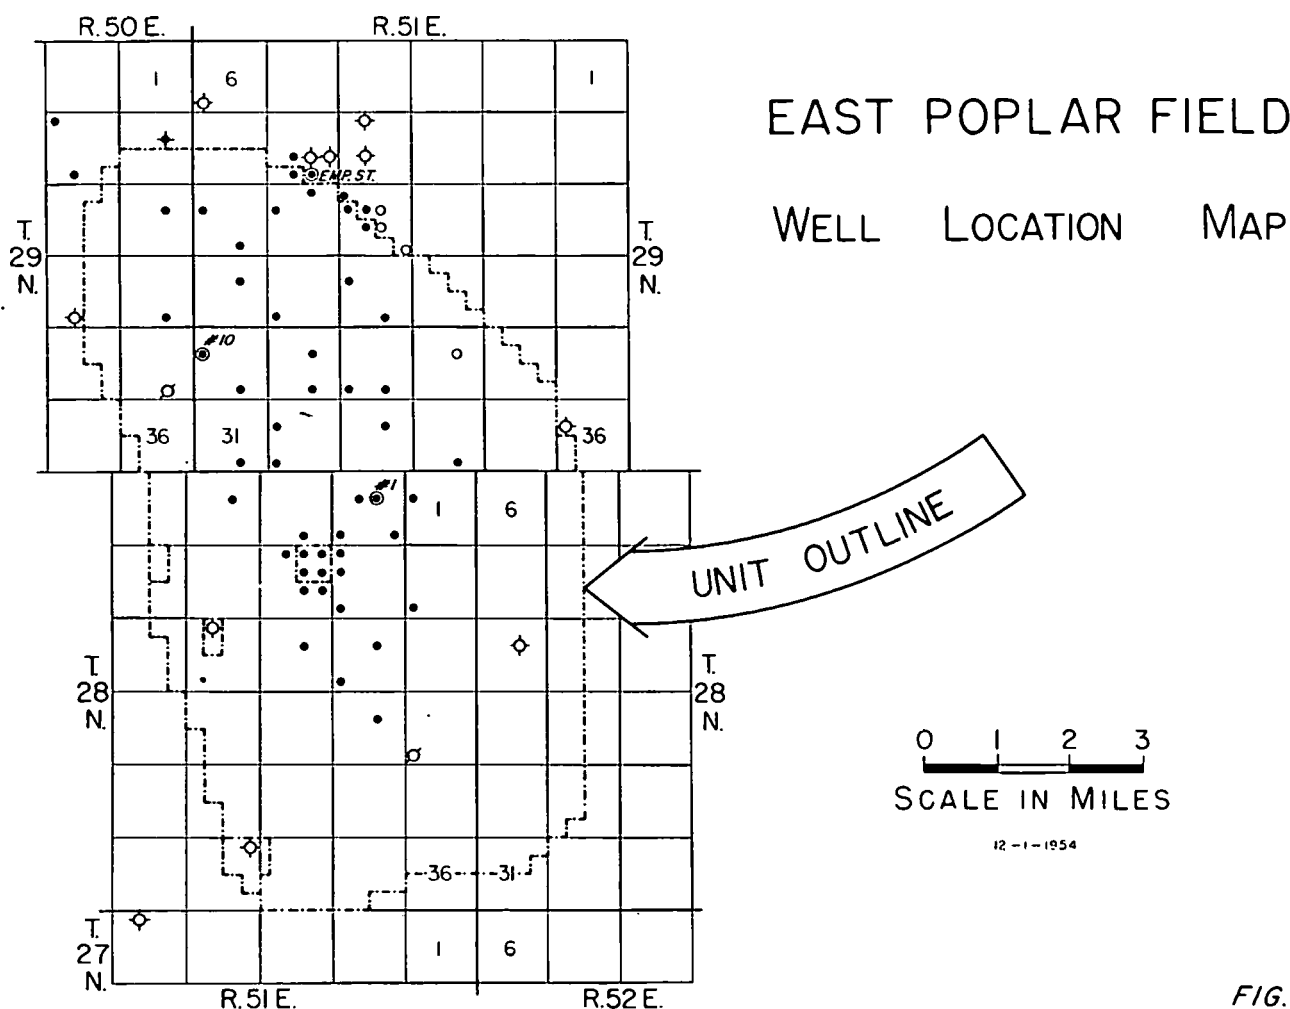 R. 50 E. R. 51 E.
1 6 1
EAST POPLAR FIELD
EMP. ST.
WELL LOCATION MAP
T. 29 N.
T. 29 N.
#10
36 31 36
#1
1 6
UNIT OUTLINE
T. 28 N.
T. 28 N.
0 1 2 3
SCALE IN MILES
12-1-1954
36 31
T. 27 N.
1 6
R. 51 E. R. 52 E.
FIG.